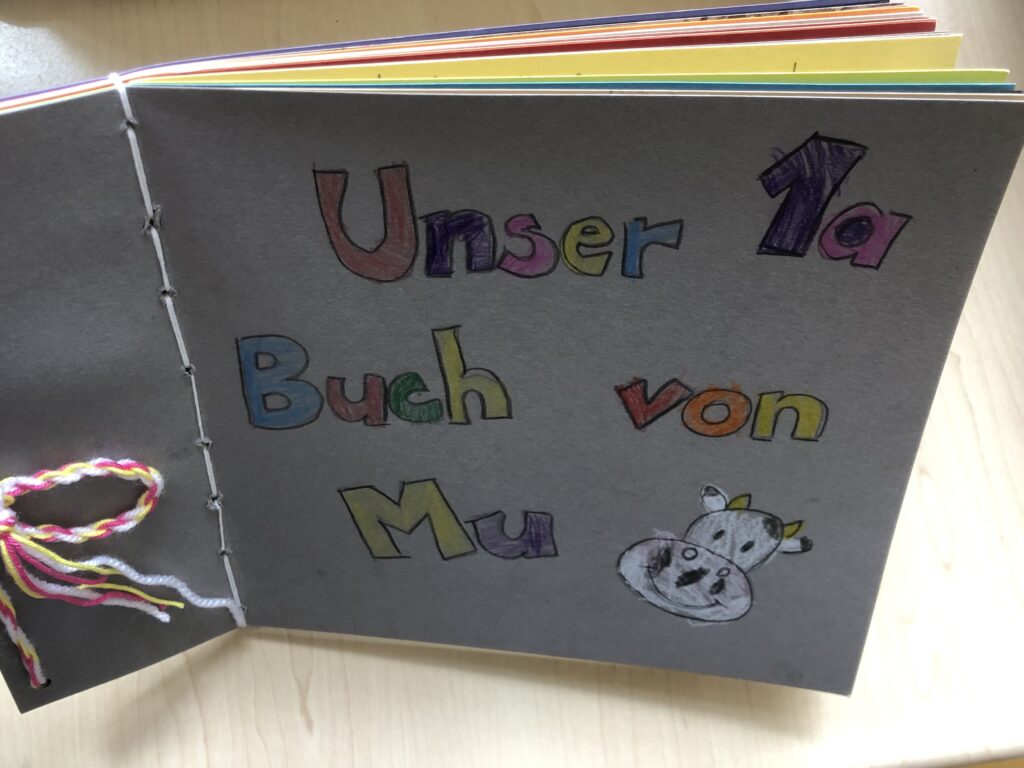 Unser 1a
Buch von
Mu